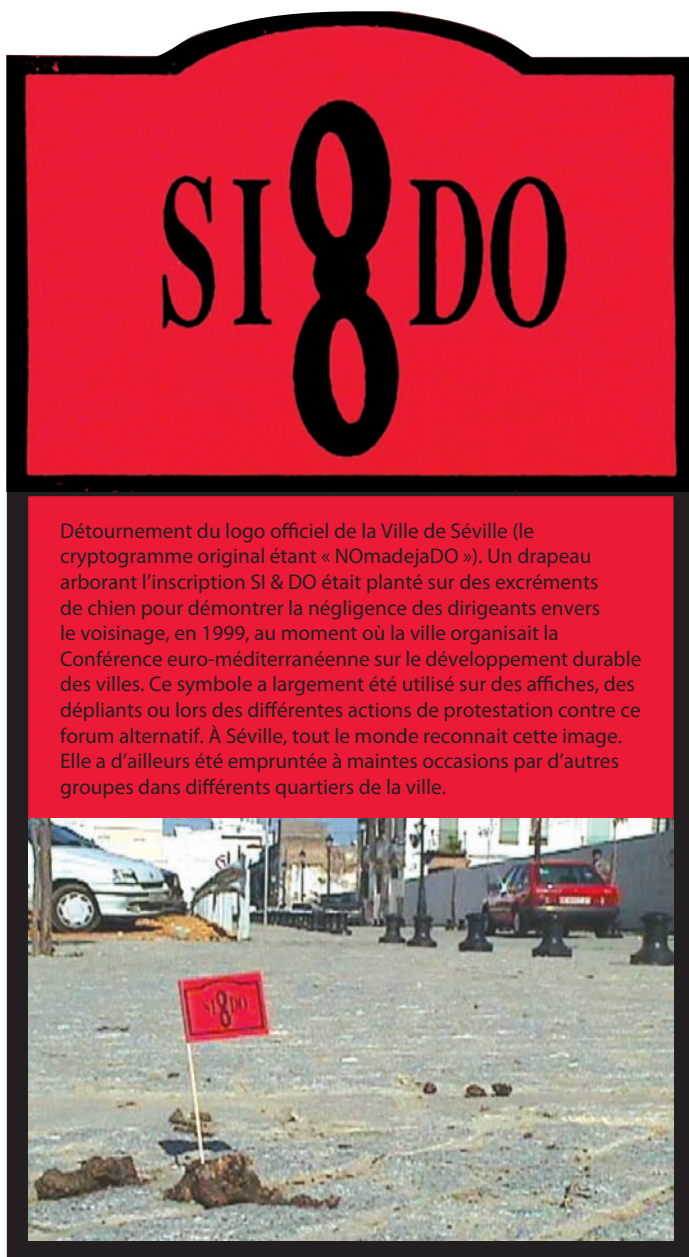 SI8DO
Détournement du logo officiel de la Ville de Séville (le
cryptogramme original étant « NOmadejaDO »). Un drapeau
arborant l'inscription SI & DO était planté sur des excréments
de chien pour démontrer la négligence des dirigeants envers
le voisinage, en 1999, au moment où la ville organisait la
Conférence euro-méditerranéenne sur le développement durable
des villes. Ce symbole a largement été utilisé sur des affiches, des
dépliants ou lors des différentes actions de protestation contre ce
forum alternatif. À Séville, tout le monde reconnait cette image.
Elle a d'ailleurs été empruntée à maintes occasions par d'autres
groupes dans différents quartiers de la ville.
SI8DO